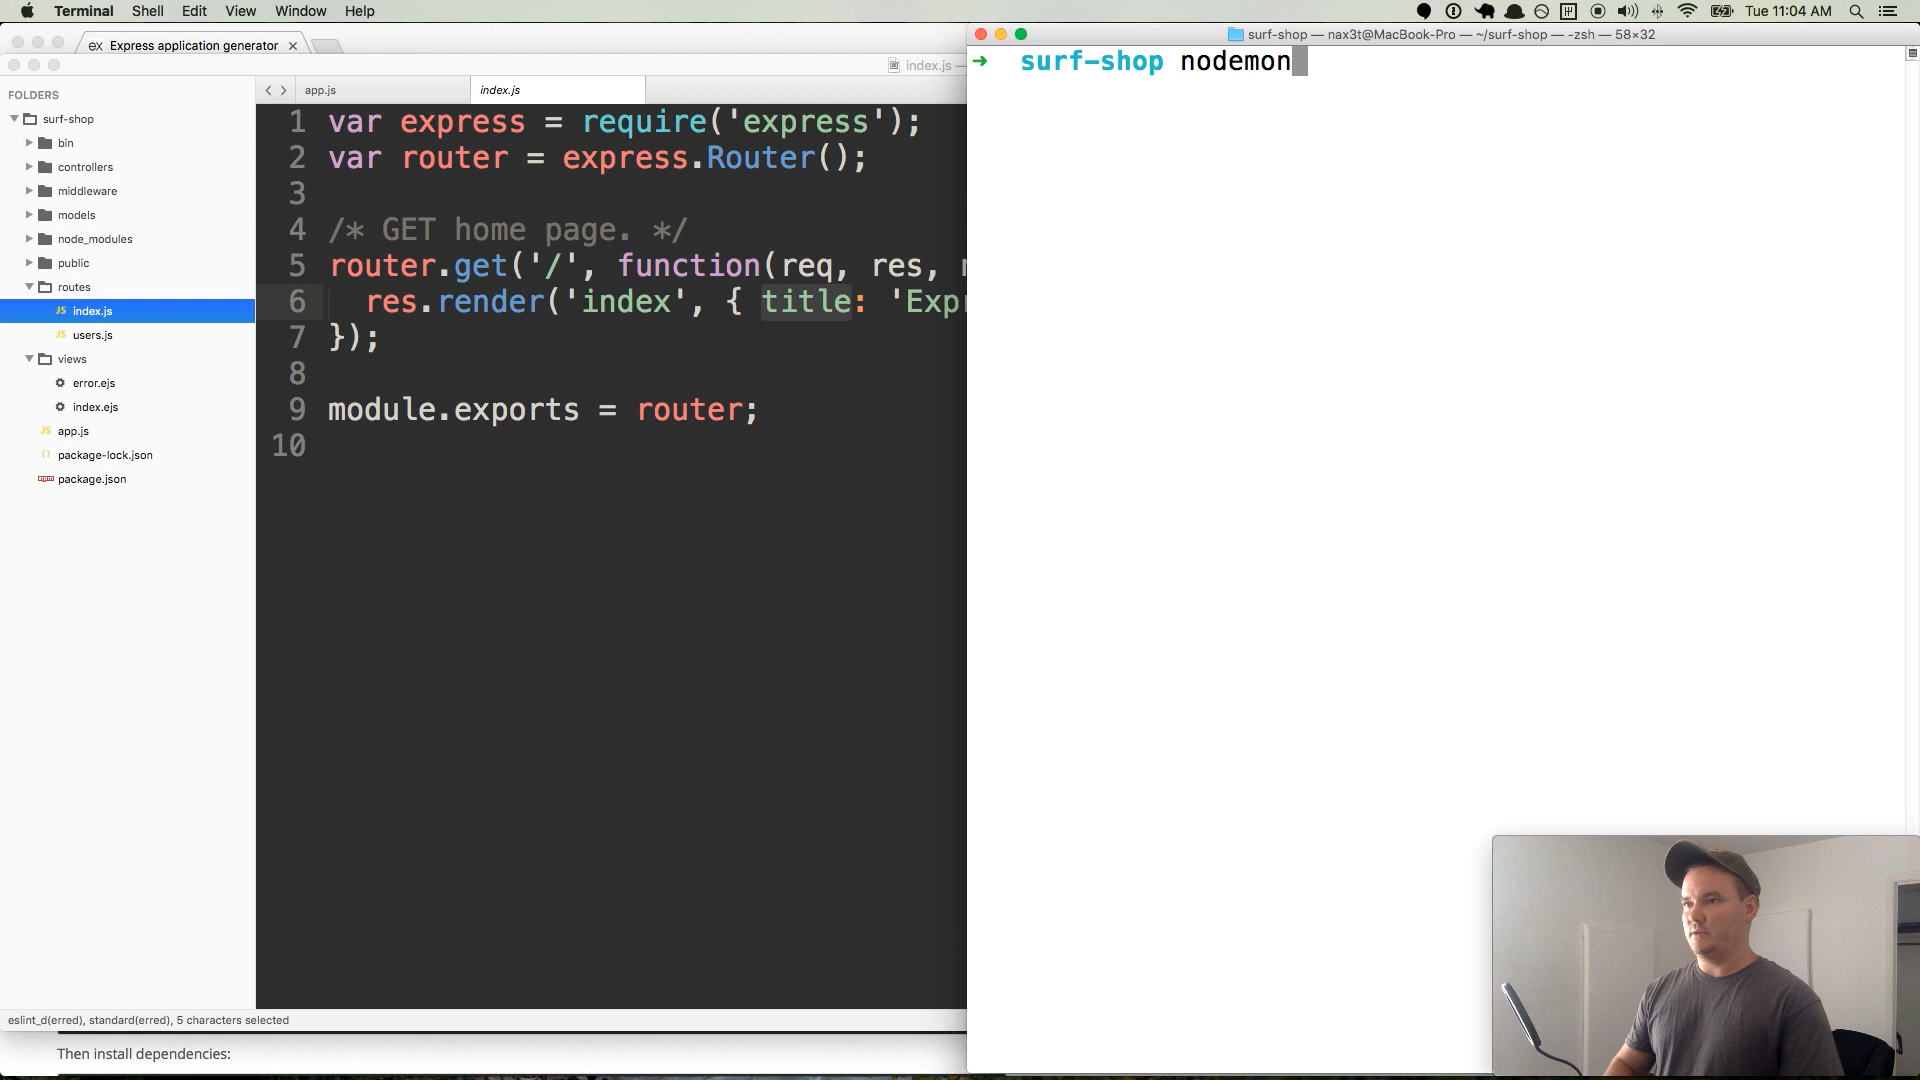 Terminal Shell Edit View Window Help
Tue 11:04 AM
ex Express application generator
surf-shop — nax3t@MacBook-Pro — ~/surf-shop — -zsh — 58×32
index.js —
➜ surf-shop nodemon
FOLDERS
surf-shop
bin
controllers
middleware
models
node_modules
public
routes
JS index.js
JS users.js
views
error.ejs
index.ejs
JS app.js
package-lock.json
package.json
app.js
index.js
1 var express = require('express');
2 var router = express.Router();
3
4 /* GET home page. */
5 router.get('/', function(req, res,
6 res.render('index', { title: 'Expr
7 });
8
9 module.exports = router;
10
eslint_d(erred), standard(erred), 5 characters selected
Then install dependencies: